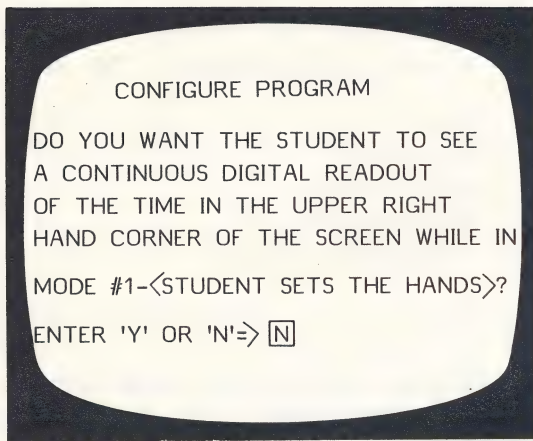 CONFIGURE PROGRAM
DO YOU WANT THE STUDENT TO SEE
A CONTINUOUS DIGITAL READOUT
OF THE TIME IN THE UPPER RIGHT
HAND CORNER OF THE SCREEN WHILE IN
MODE #1-<STUDENT SETS THE HANDS>?
ENTER 'Y' OR 'N'=> N